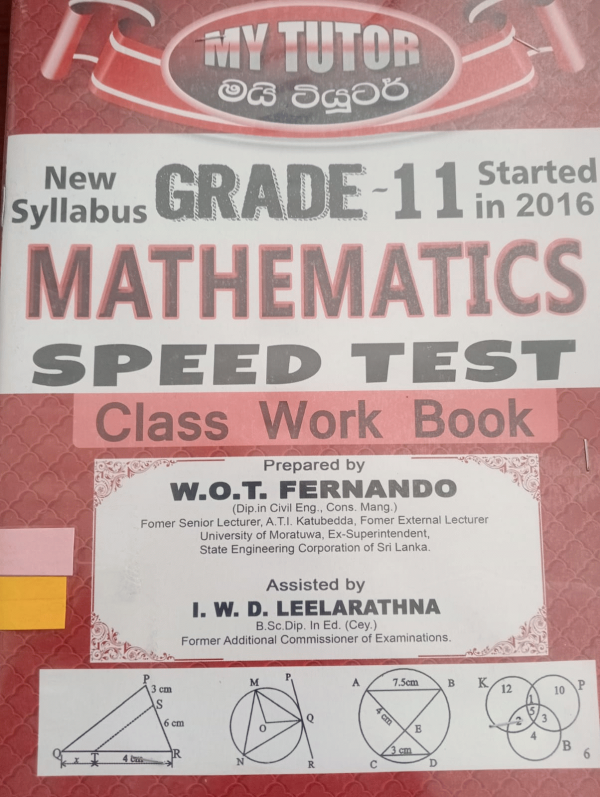 MY TUTOR
මයි ටියුටර්
New Syllabus
GRADE - 11
Started in 2016
MATHEMATICS
SPEED TEST
Class Work Book
Prepared by
W.O.T. FERNANDO
(Dip.in Civil Eng., Cons. Mang.)
Fomer Senior Lecturer, A.T.I. Katubedda, Fomer External Lecturer
University of Moratuwa, Ex-Superintendent,
State Engineering Corporation of Sri Lanka.
Assisted by
I. W. D. LEELARATHNA
B.Sc.Dip. In Ed. (Cey.)
Former Additional Commissioner of Examinations.
P
3 cm
S
6 cm
Q
T
R
x
4 cm
M
P
O
Q
N
R
A
7.5cm
B
4 cm
E
3 cm
C
D
K
12
10
P
1
5
2
3
4
B
6